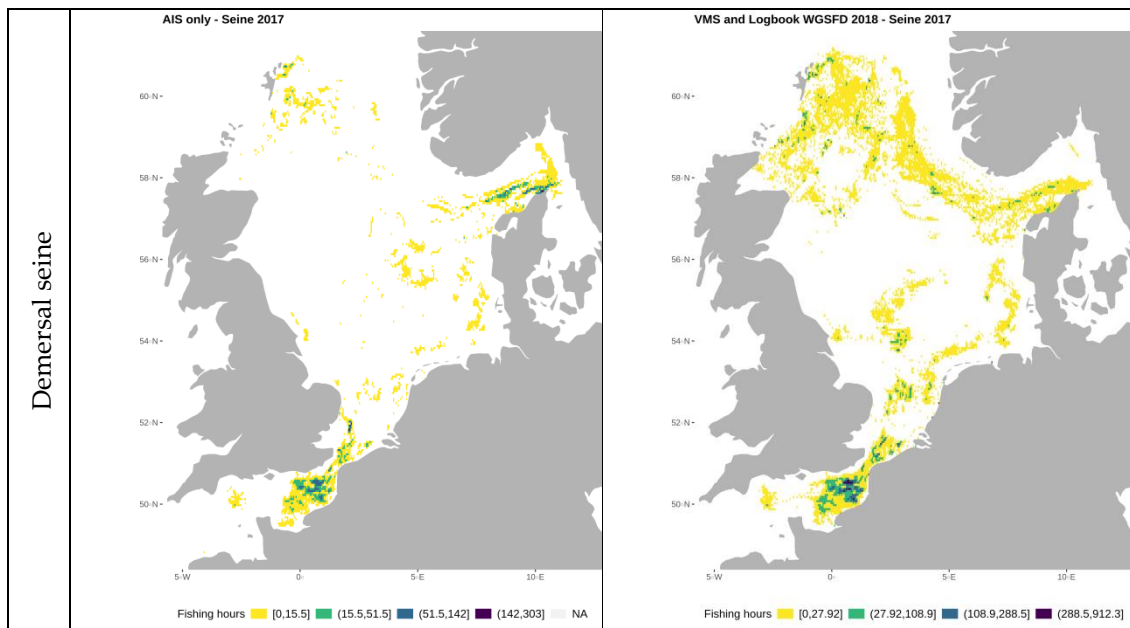 Demersal seine
AIS only - Seine 2017
60-N
58-N
56-N
54-N
52-N
50-N
5-W
0-
5-E
10-E
Fishing hours [0,15.5] (15.5,51.5] (51.5,142] (142,303] NA
VMS and Logbook WGSFD 2018 - Seine 2017
60-N
58-N
56-N
54-N
52-N
50-N
5-W
0-
5-E
10-E
Fishing hours [0,27.92] (27.92,108.9] (108.9,288.5] (288.5,912.3]